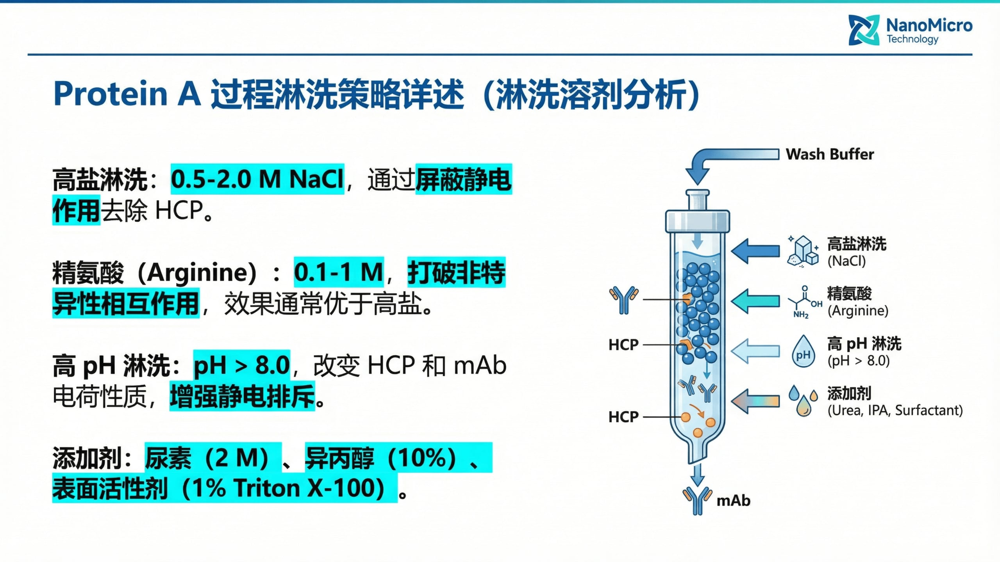 NanoMicro
Technology
Protein A 过程淋洗策略详述（淋洗溶剂分析）
高盐淋洗：0.5-2.0 M NaCl，通过屏蔽静电
作用去除 HCP。
精氨酸（Arginine）：0.1-1 M，打破非特
异性相互作用，效果通常优于高盐。
高 pH 淋洗：pH > 8.0，改变 HCP 和 mAb
电荷性质，增强静电排斥。
添加剂：尿素（2 M）、异丙醇（10%）、
表面活性剂（1% Triton X-100）。
Wash Buffer
高盐淋洗
(NaCl)
O
OH
NH₂
精氨酸
(Arginine)
HCP
pH
高 pH 淋洗
(pH > 8.0)
HCP
添加剂
(Urea, IPA, Surfactant)
mAb